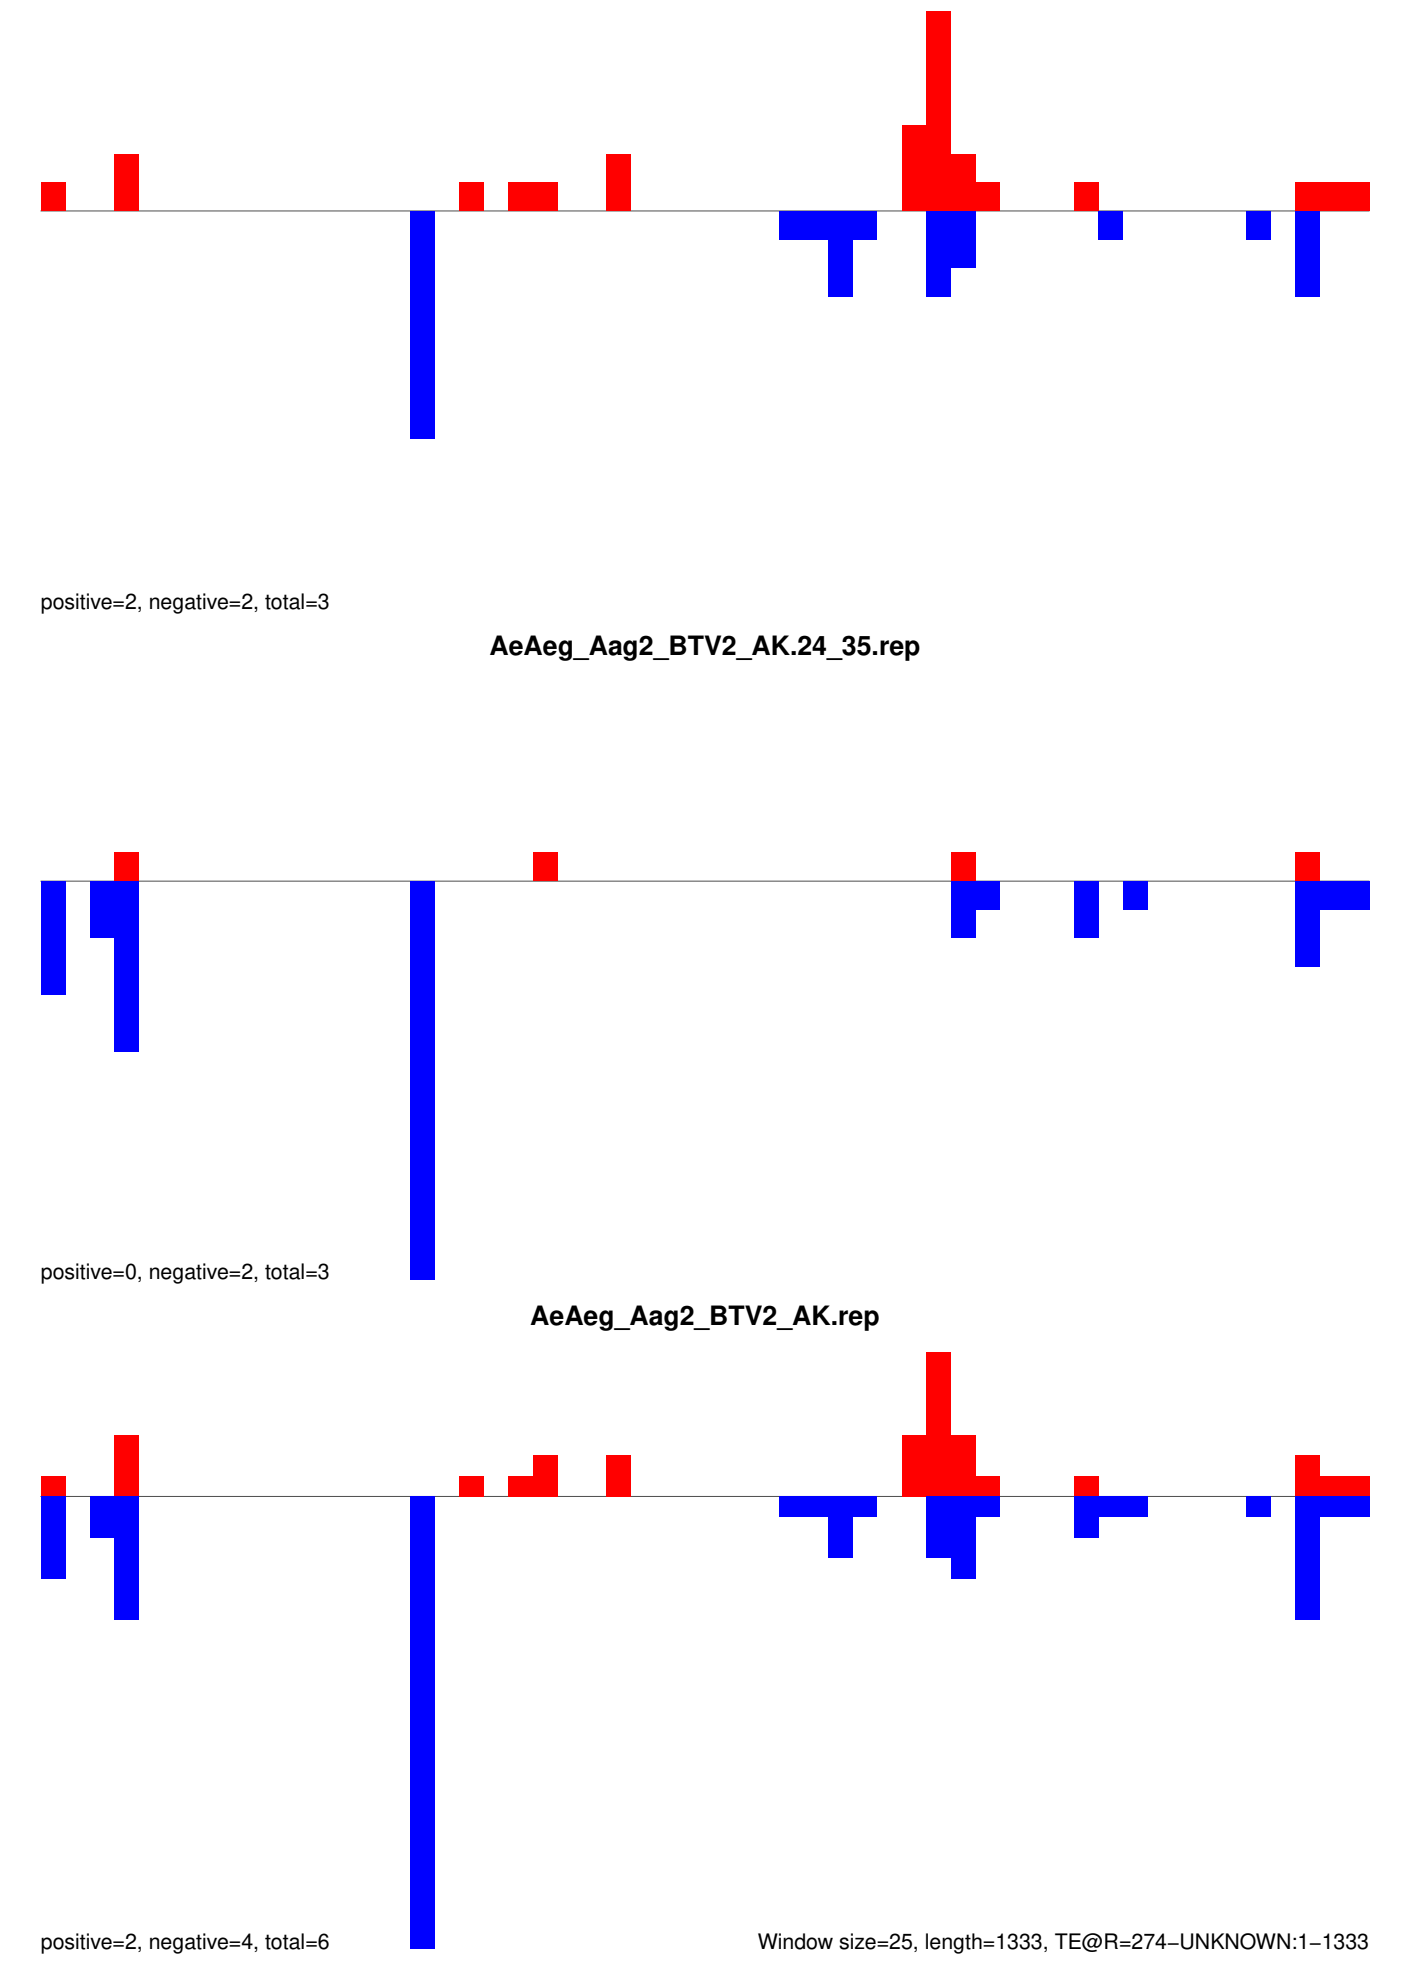 positive=2, negative=2, total=3
AeAeg_Aag2_BTV2_AK.24_35.rep
positive=0, negative=2, total=3
AeAeg_Aag2_BTV2_AK.rep
positive=2, negative=4, total=6
Window size=25, length=1333, TE@R=274−UNKNOWN:1−1333